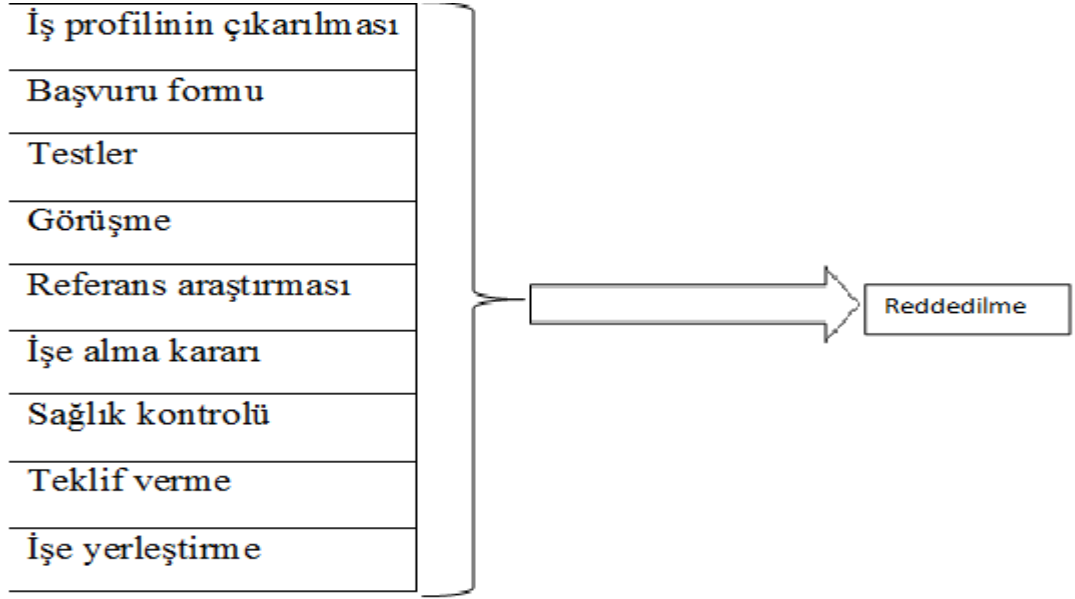 İş profilinin çıkarılması
Başvuru formu
Testler
Görüşme
Referans araştırması
İşe alma kararı
Sağlık kontrolü
Teklif verme
İşe yerleştirme
Reddedilme